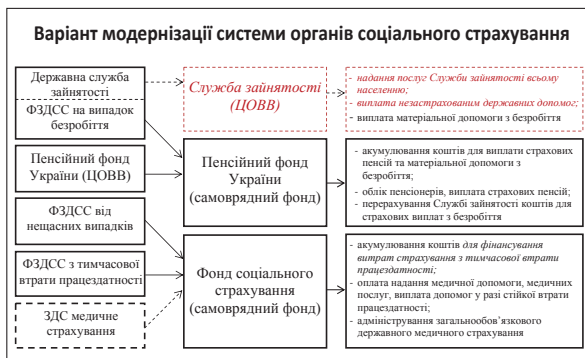 Варіант модернізації системи органів соціального страхування
Державна служба
зайнятості
ФЗДСС на випадок
безробіття
Пенсійний фонд
України (ЦОВВ)
ФЗДСС від
нещасних випадків
ФЗДСС з тимчасової
втрати працездатності
ЗДС медичне
страхування
Служба зайнятості
(ЦОВВ)
Пенсійний фонд
України
(самоврядний фонд)
Фонд соціального
страхування
(самоврядний фонд)
- надання послуг Служби зайнятості всьому
населенню;
- виплата незастрахованим державних допомог;
- виплата матеріальної допомоги з безробіття
- акумулювання коштів для виплати страхових
пенсій та матеріальної допомоги з
безробіття;
- облік пенсіонерів, виплата страхових пенсій;
- перерахування Службі зайнятості коштів для
страхових виплат з безробіття
- акумулювання коштів для фінансування
витрат страхування з тимчасової втрати
працездатності;
- оплата надання медичної допомоги, медичних
послуг, виплата допомог у разі стійкої втрати
працездатності;
- адміністрування загальнообов’язкового
державного медичного страхування